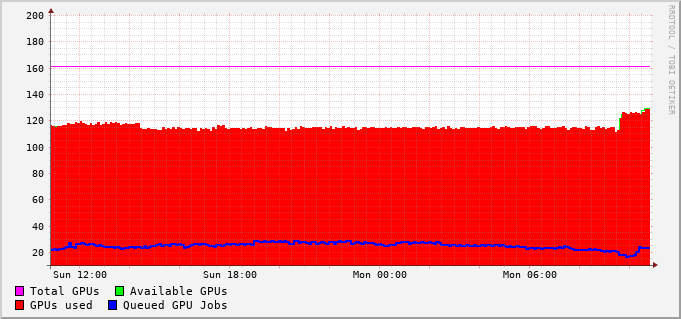 RRDTOOL / TOBI OETIKER
200
180
160
140
120
100
80
60
40
20
Sun 12:00 Sun 18:00 Mon 00:00 Mon 06:00
Total GPUs Available GPUs
GPUs used Queued GPU Jobs